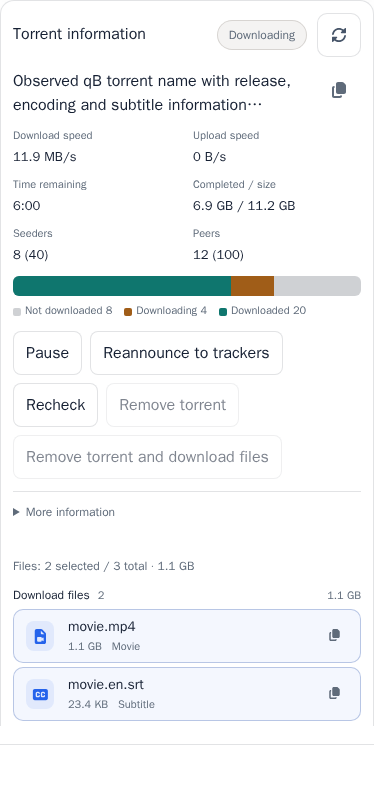 Torrent information
Downloading
Observed qB torrent name with release,
encoding and subtitle information···
Download speed
Upload speed
11.9 MB/s
0 B/s
Time remaining
Completed / size
6:00
6.9 GB / 11.2 GB
Seeders
Peers
8 (40)
12 (100)
Not downloaded 8
Downloading 4
Downloaded 20
Pause
Reannounce to trackers
Recheck
Remove torrent
Remove torrent and download files
More information
Files: 2 selected / 3 total · 1.1 GB
Download files 2
1.1 GB
movie.mp4
1.1 GB Movie
CC
movie.en.srt
23.4 KB Subtitle